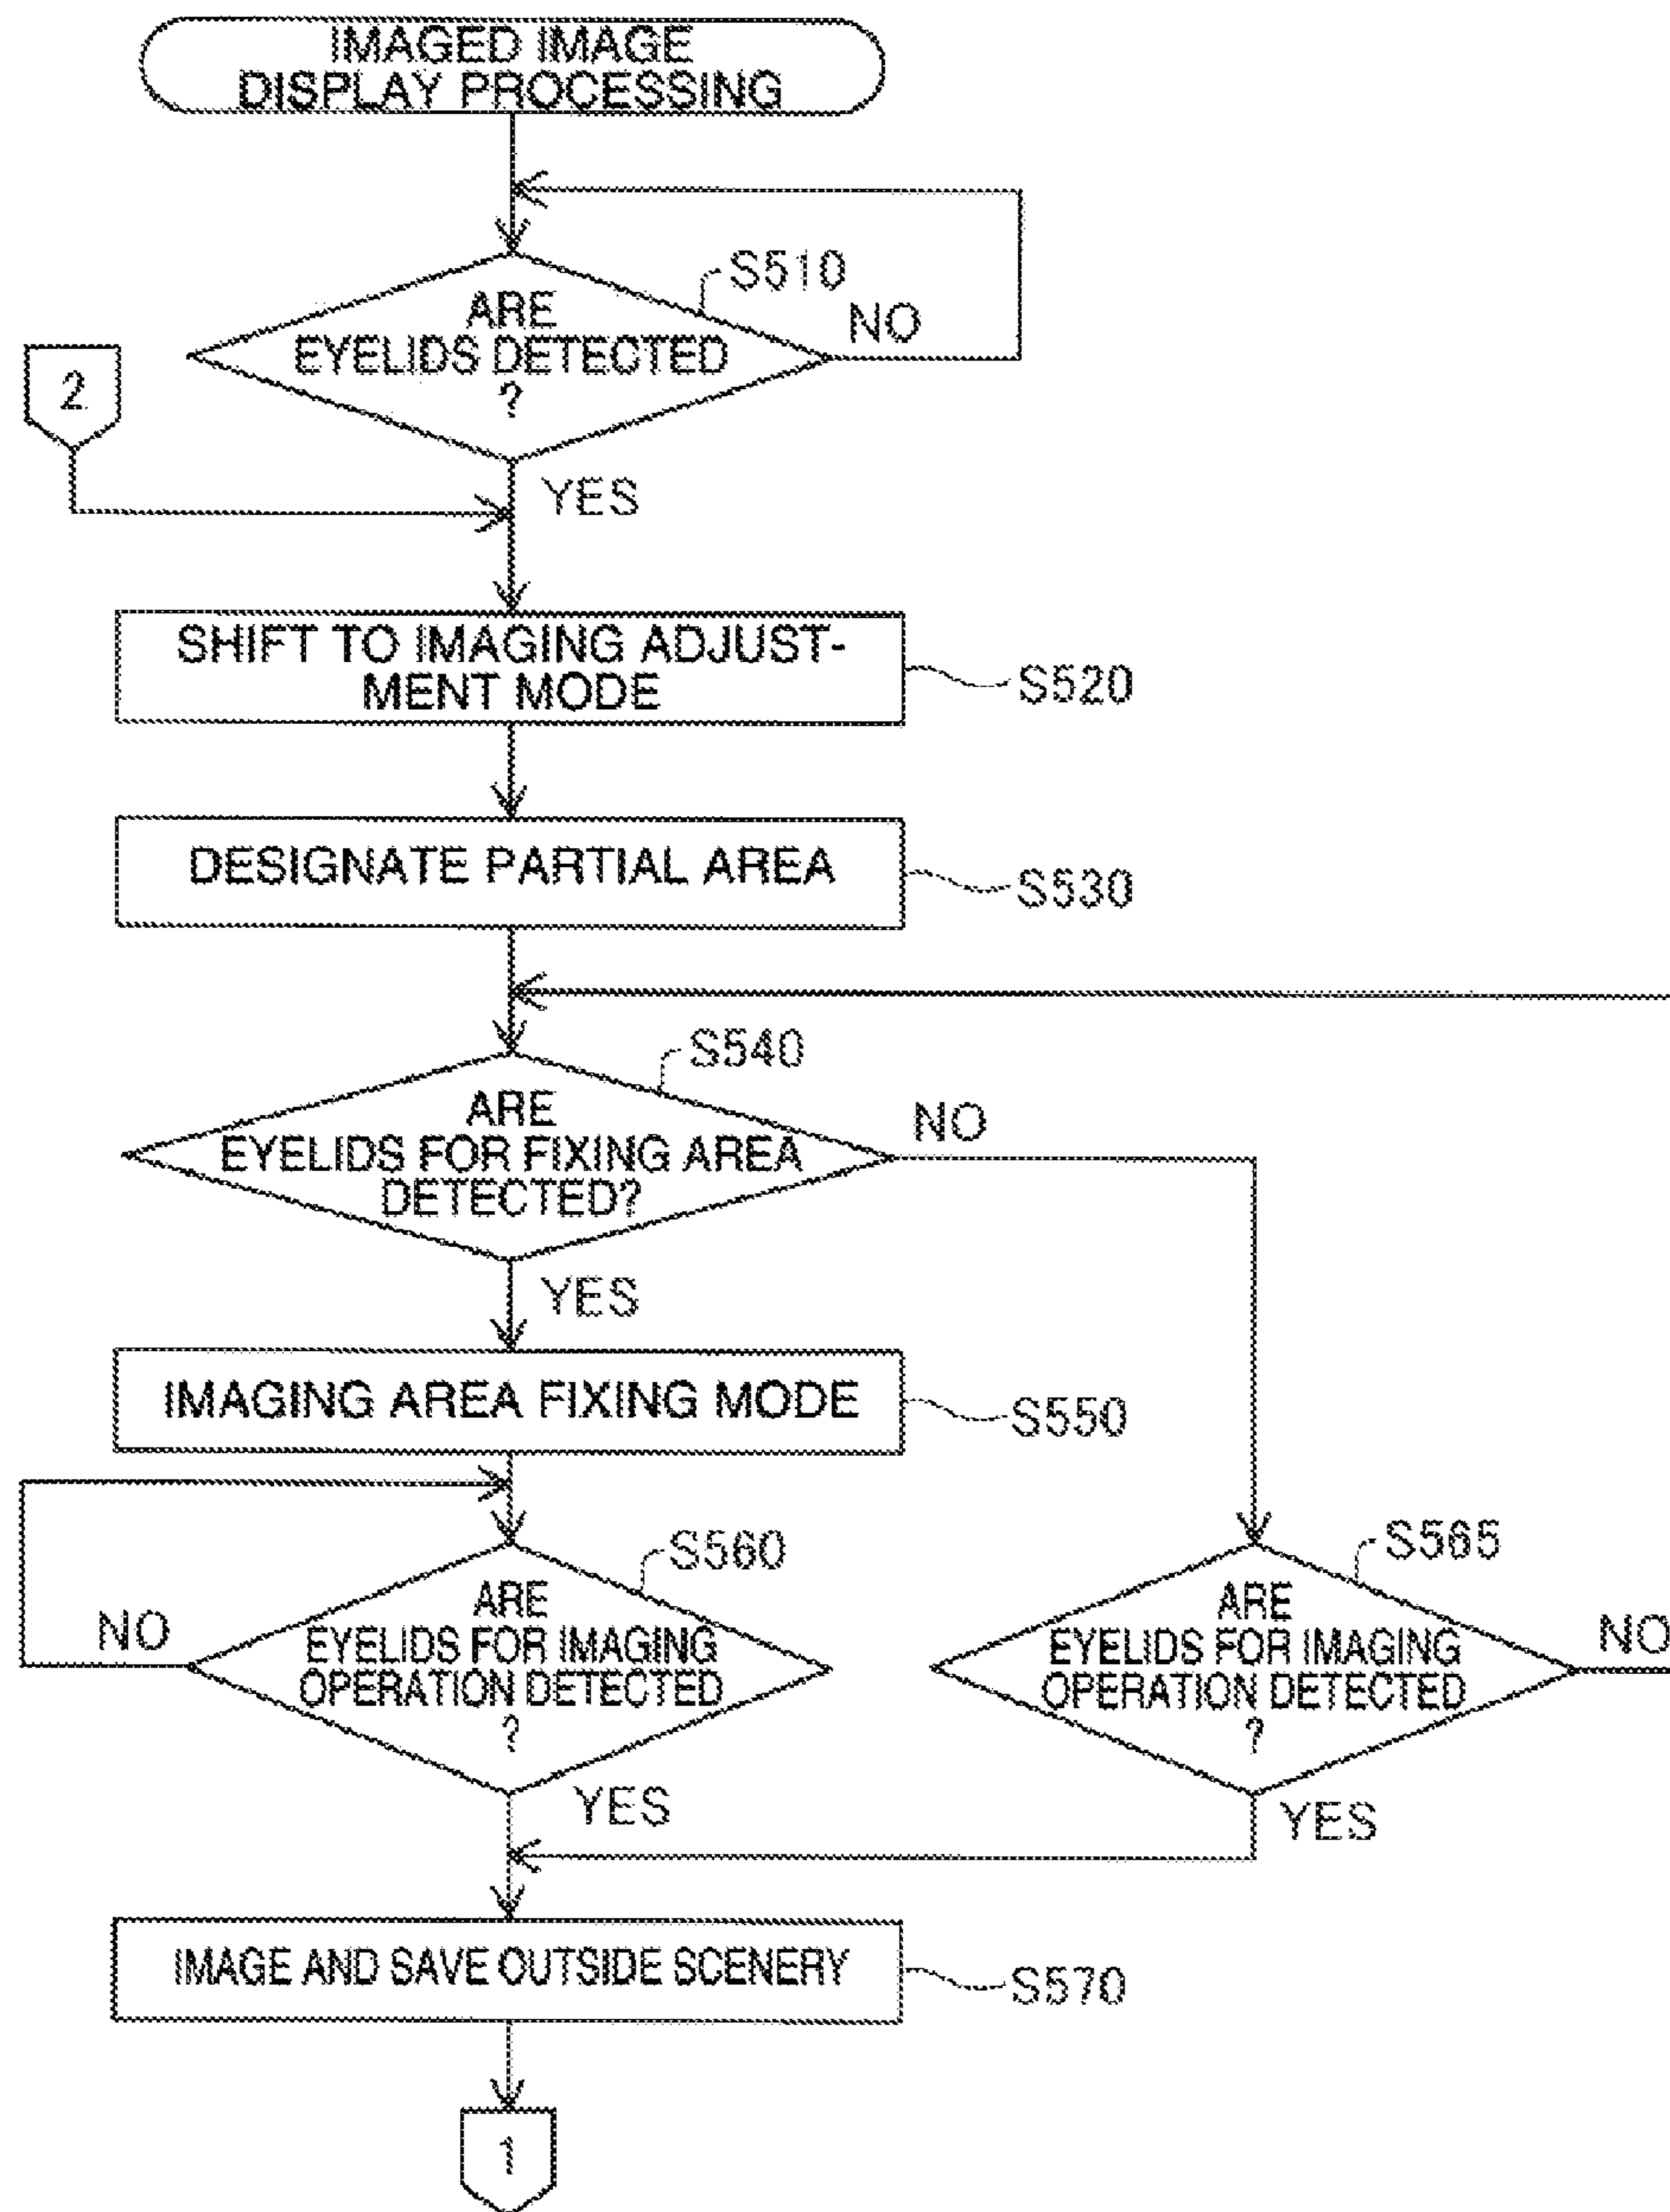 IMAGED IMAGE
DISPLAY PROCESSING
S510
ARE
EYELIDS DETECTED
?
NO
2
YES
SHIFT TO IMAGING ADJUST-
MENT MODE
S520
DESIGNATE PARTIAL AREA
S530
S540
ARE
EYELIDS FOR FIXING AREA
DETECTED?
NO
YES
IMAGING AREA FIXING MODE
S550
S560
ARE
EYELIDS FOR IMAGING
OPERATION DETECTED
?
NO
YES
S565
ARE
EYELIDS FOR IMAGING
OPERATION DETECTED
?
NO
YES
IMAGE AND SAVE OUTSIDE SCENERY
S570
1